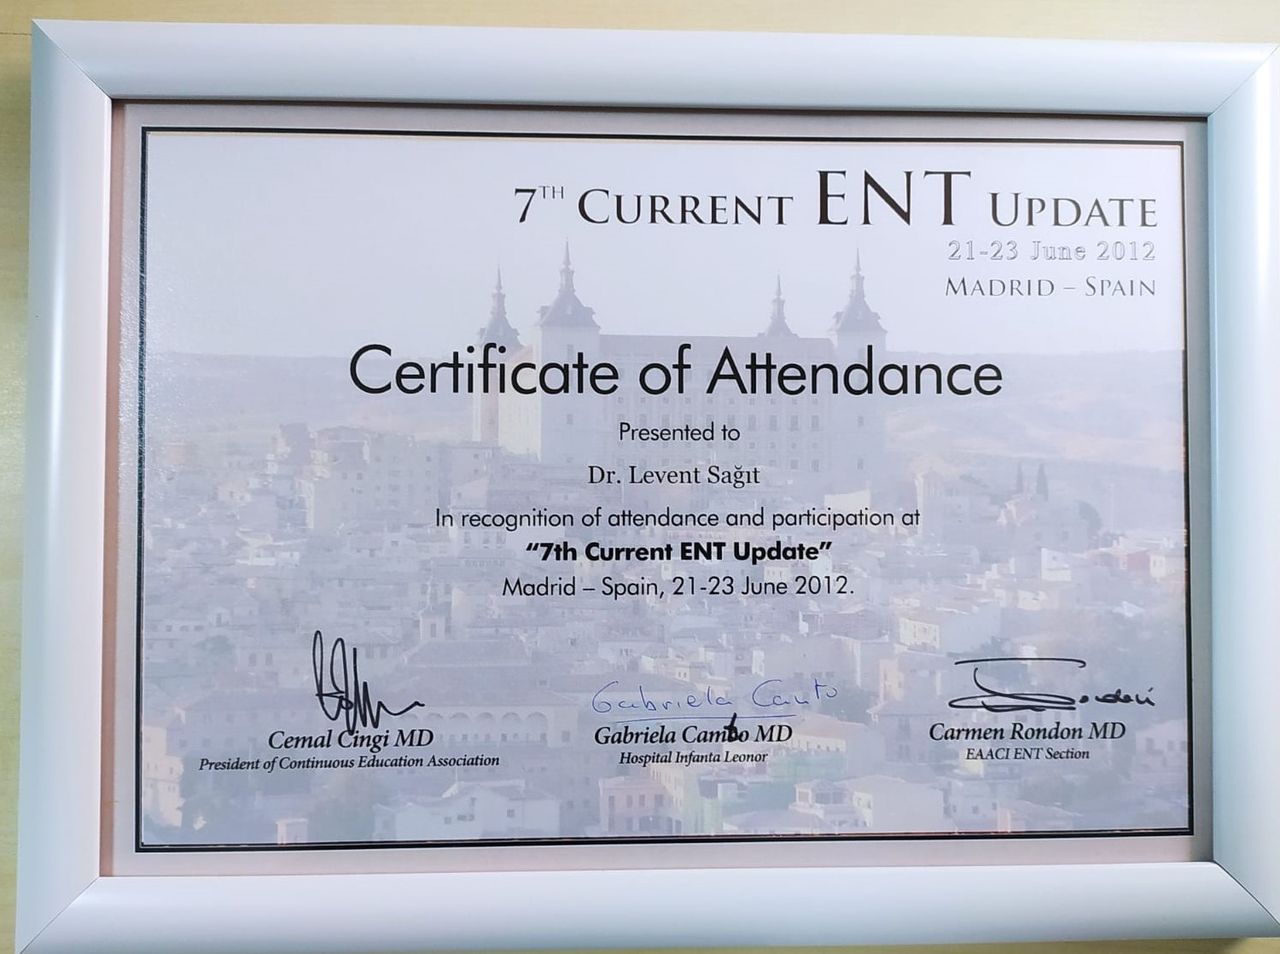 7TH CURRENT ENT UPDATE
21-23 June 2012
MADRID – SPAIN
Certificate of Attendance
Presented to
Dr. Levent Sağıt
In recognition of attendance and participation at
“7th Current ENT Update”
Madrid – Spain, 21-23 June 2012.
Gabriela Canto
Cemal Cingi MD
President of Continuous Education Association
Gabriela Canto MD
Hospital Infanta Leonor
Carmen Rondon MD
EAACI ENT Section